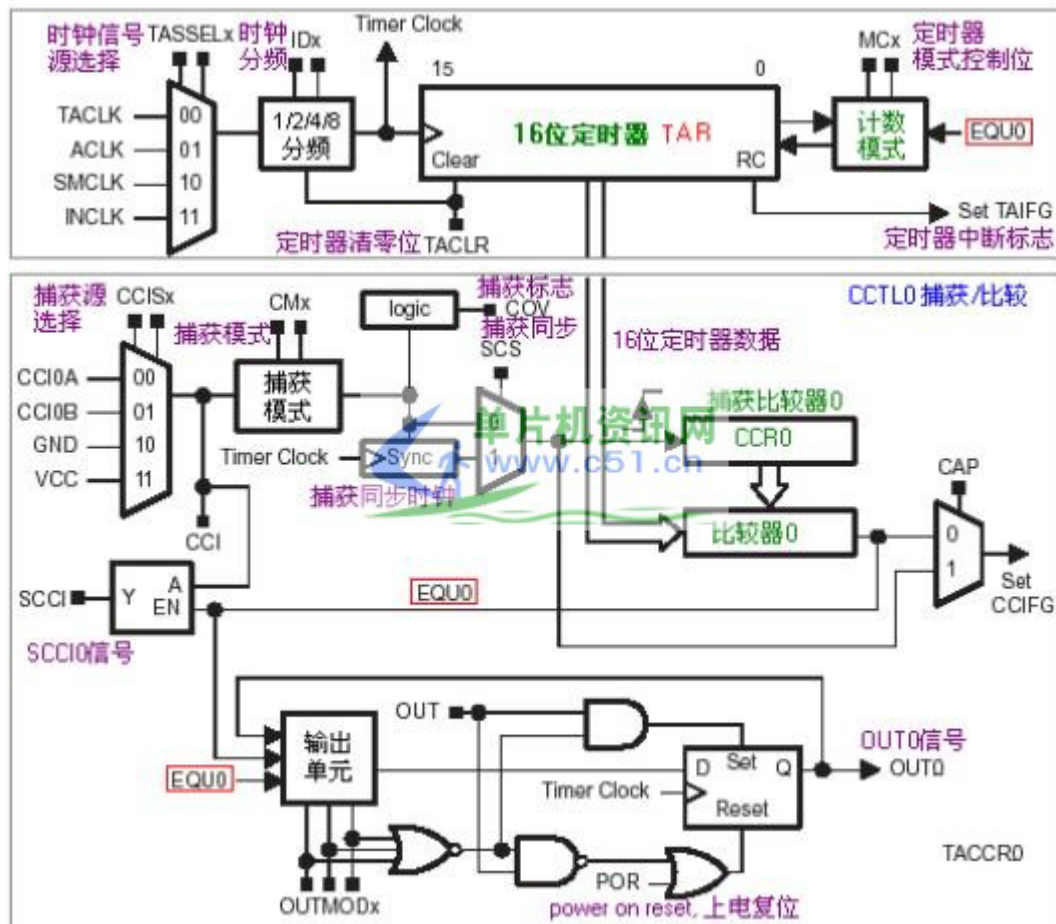 时钟信号
源选择
TASSELx
时钟
分频
IDx
Timer Clock
15
0
MCx
定时器
模式控制位
TACLK
ACLK
SMCLK
INCLK
00
01
10
11
1/2/4/8
分频
16位定时器 TAR
Clear
RC
计数
模式
EQU0
Set TAIFG
定时器中断标志
定时器清零位
TACLR
捕获源
选择
CCISx
捕获模式
CMx
logic
捕获标志
COV
捕获同步
SCS
16位定时器数据
CCTL0 捕获/比较
CCI0A
CCI0B
GND
VCC
00
01
10
11
捕获
模式
Timer Clock
Sync
0
1
捕获同步时钟
捕获比较器0
CCR0
单片机资讯网
www.c51.cn
比较器0
CAP
0
1
Set
CCIFG
CCI
SCCI
Y
A
EN
EQU0
SCCI0信号
OUT
输出
单元
EQU0
Timer Clock
D
Set
Q
Reset
OUT0信号
OUT0
POR
OUTMODx
power on reset, 上电复位
TACCR0